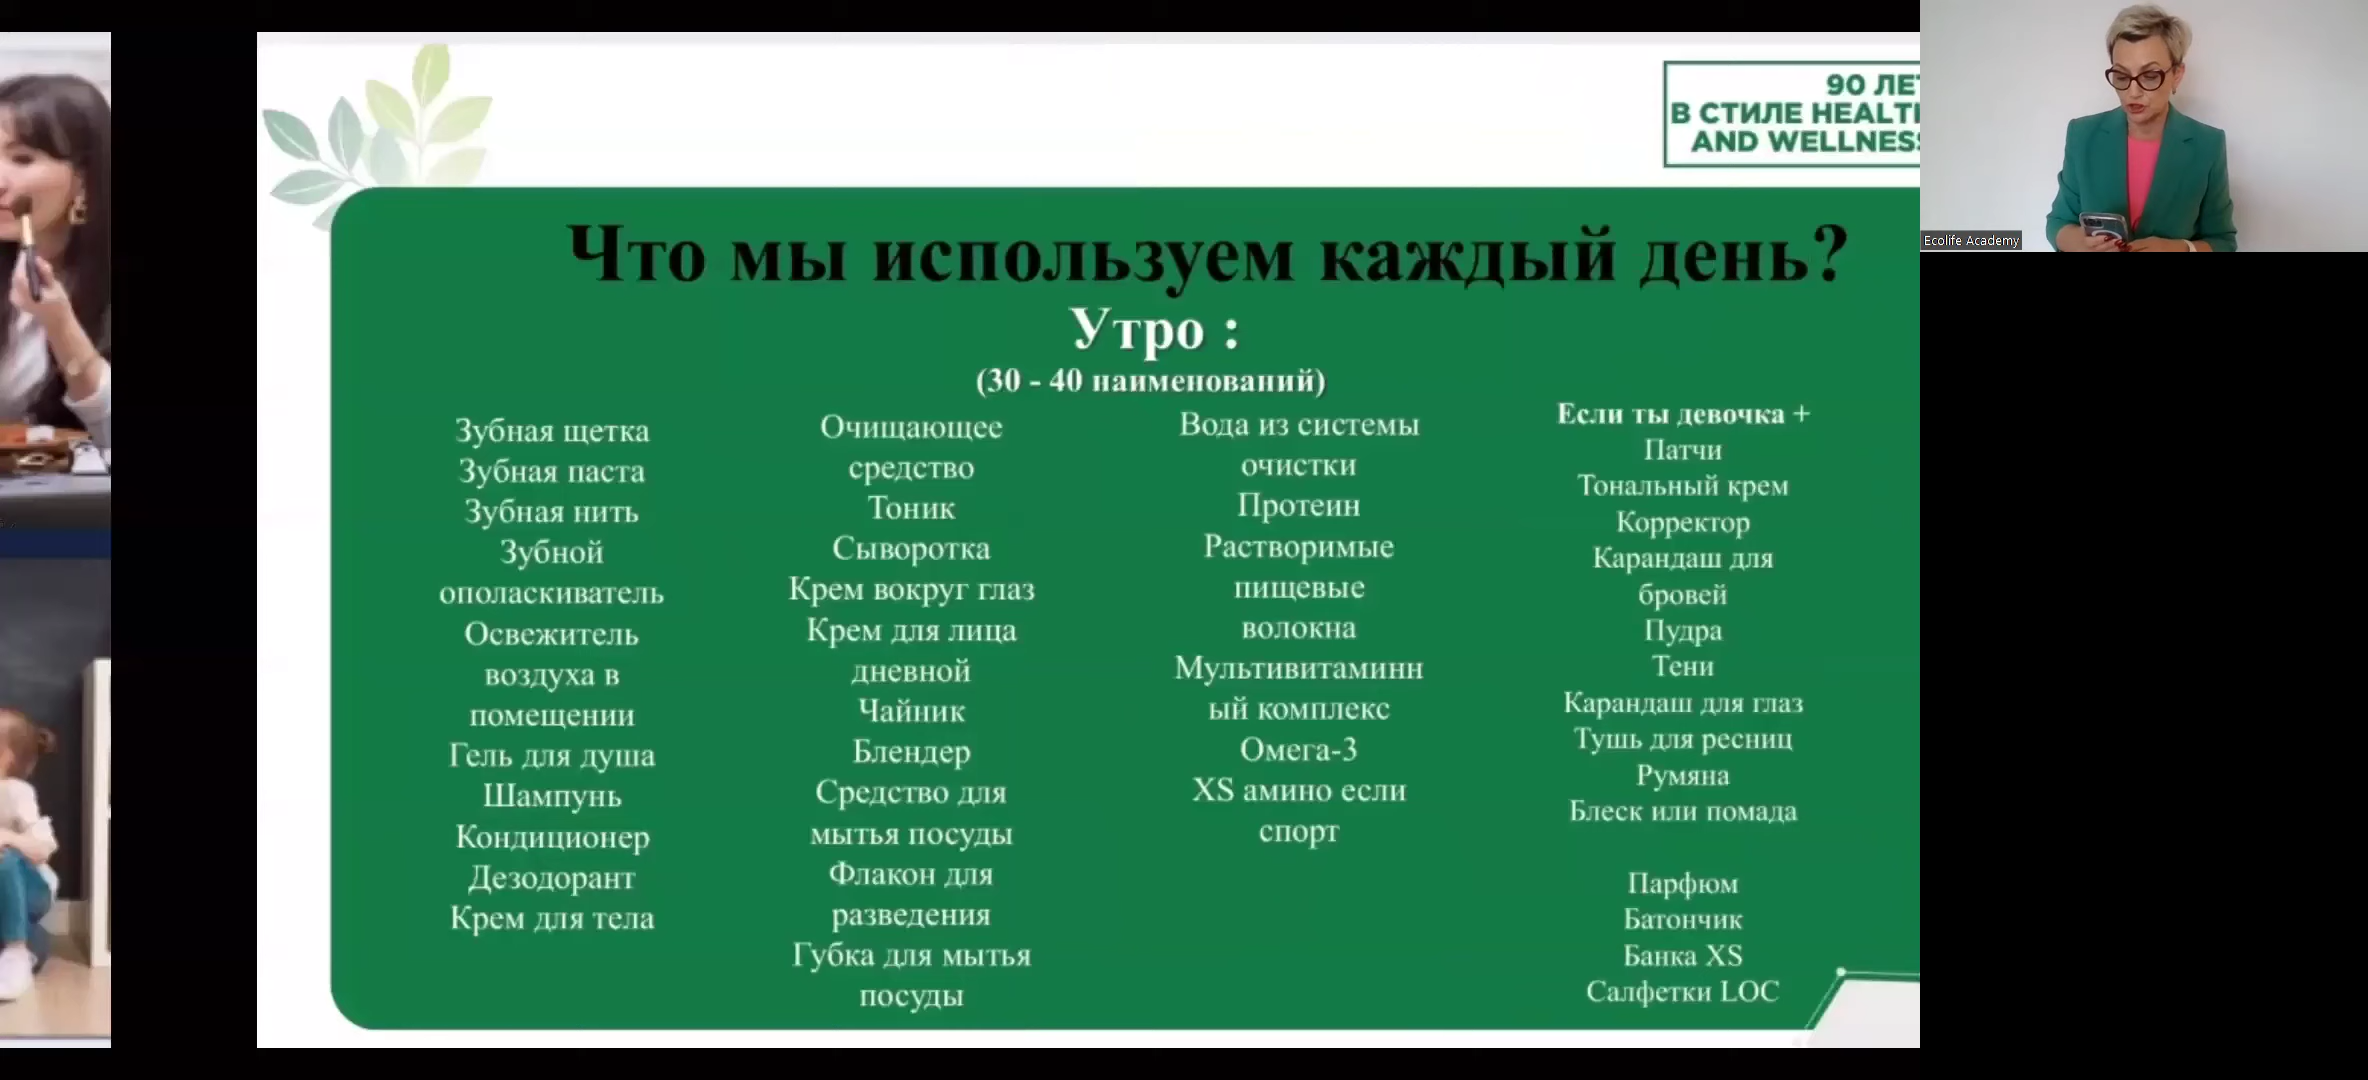 90 ЛЕТ
В СТИЛЕ HEALTH
AND WELLNESS
Ecolife Academy
Что мы используем каждый день?
Утро :
(30 - 40 наименований)
Зубная щетка
Зубная паста
Зубная нить
Зубной
ополаскиватель
Освежитель
воздуха в
помещении
Гель для душа
Шампунь
Кондиционер
Дезодорант
Крем для тела
Очищающее
средство
Тоник
Сыворотка
Крем вокруг глаз
Крем для лица
дневной
Чайник
Блендер
Средство для
мытья посуды
Флакон для
разведения
Губка для мытья
посуды
Вода из системы
очистки
Протеин
Растворимые
пищевые
волокна
Мультивитаминн
ый комплекс
Омега-3
XS амино если
спорт
Если ты девочка +
Патчи
Тональный крем
Корректор
Карандаш для
бровей
Пудра
Тени
Карандаш для глаз
Тушь для ресниц
Румяна
Блеск или помада
Парфюм
Батончик
Банка XS
Салфетки LOC